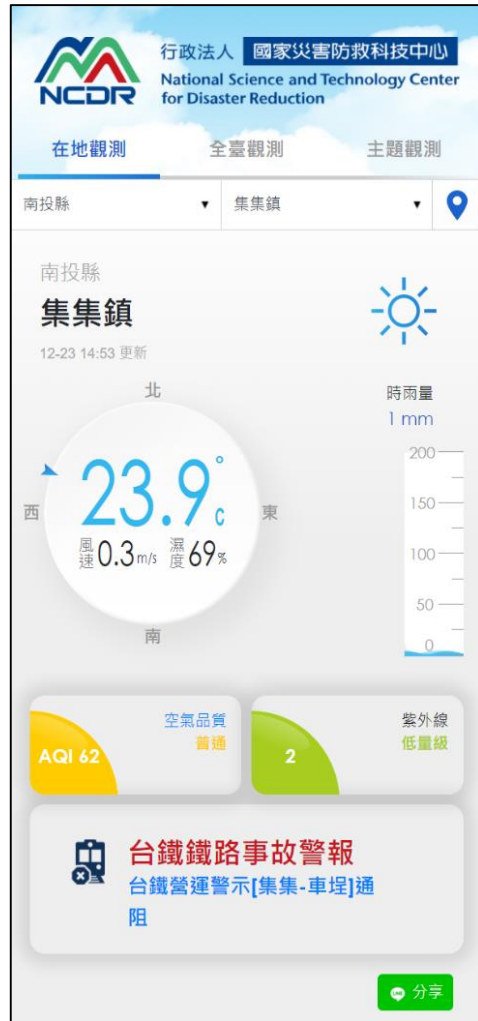 NCDR
行政法人 國家災害防救科技中心
National Science and Technology Center
for Disaster Reduction
在地觀測 全臺觀測 主題觀測
南投縣 集集鎮
南投縣
集集鎮
12-23 14:53 更新
北
西
東
南
23.9°c
風速 0.3 m/s 濕度 69%
時雨量
1 mm
200
150
100
50
0
AQI 62
空氣品質
普通
2
紫外線
低量級
台鐵鐵路事故警報
台鐵營運警示[集集-車埕]通
阻
LINE 分享